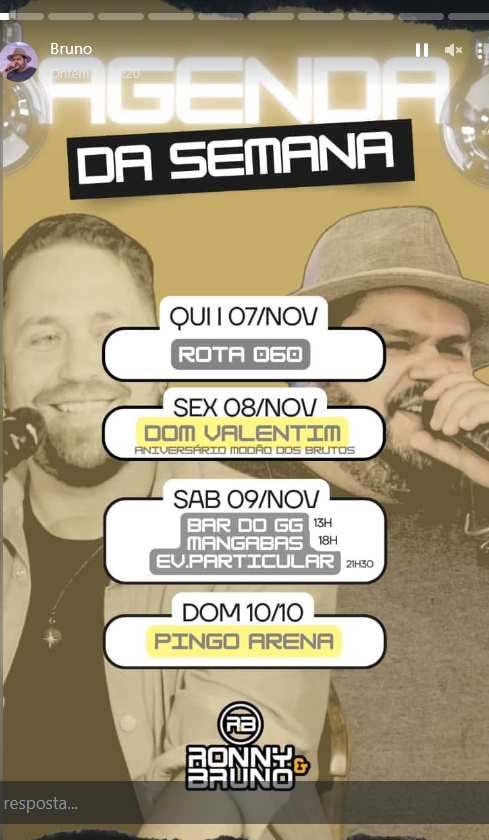 Bruno
AGENDA
DA SEMANA
QUI | 07/NOV
ROTA 060
SEX 08/NOV
DOM VALENTIM
ANIVERSÁRIO MODÃO DOS BRUTOS
SAB 09/NOV
BAR DO GG 13H
MANGABAS 18H
EV.PARTICULAR 21H30
DOM 10/10
PINGO ARENA
RB
RONNY &
BRUNO
resposta...